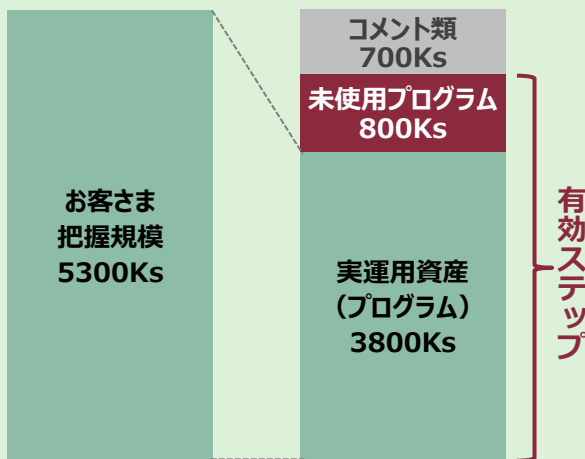 お客さま
把握規模
5300Ks
コメント類
700Ks
未使用プログラム
800Ks
実運用資産
（プログラム）
3800Ks
有効ステップ